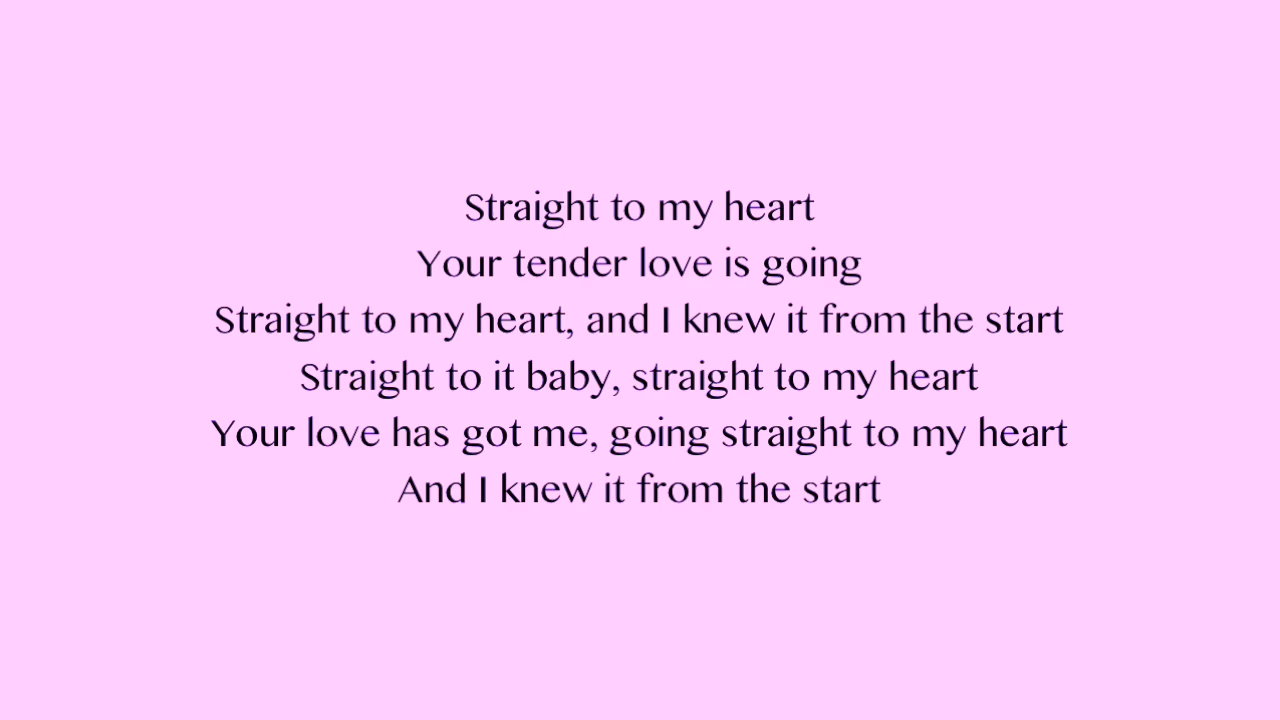 Straight to my heart
Your tender love is going
Straight to my heart, and I knew it from the start
Straight to it baby, straight to my heart
Your love has got me, going straight to my heart
And I knew it from the start